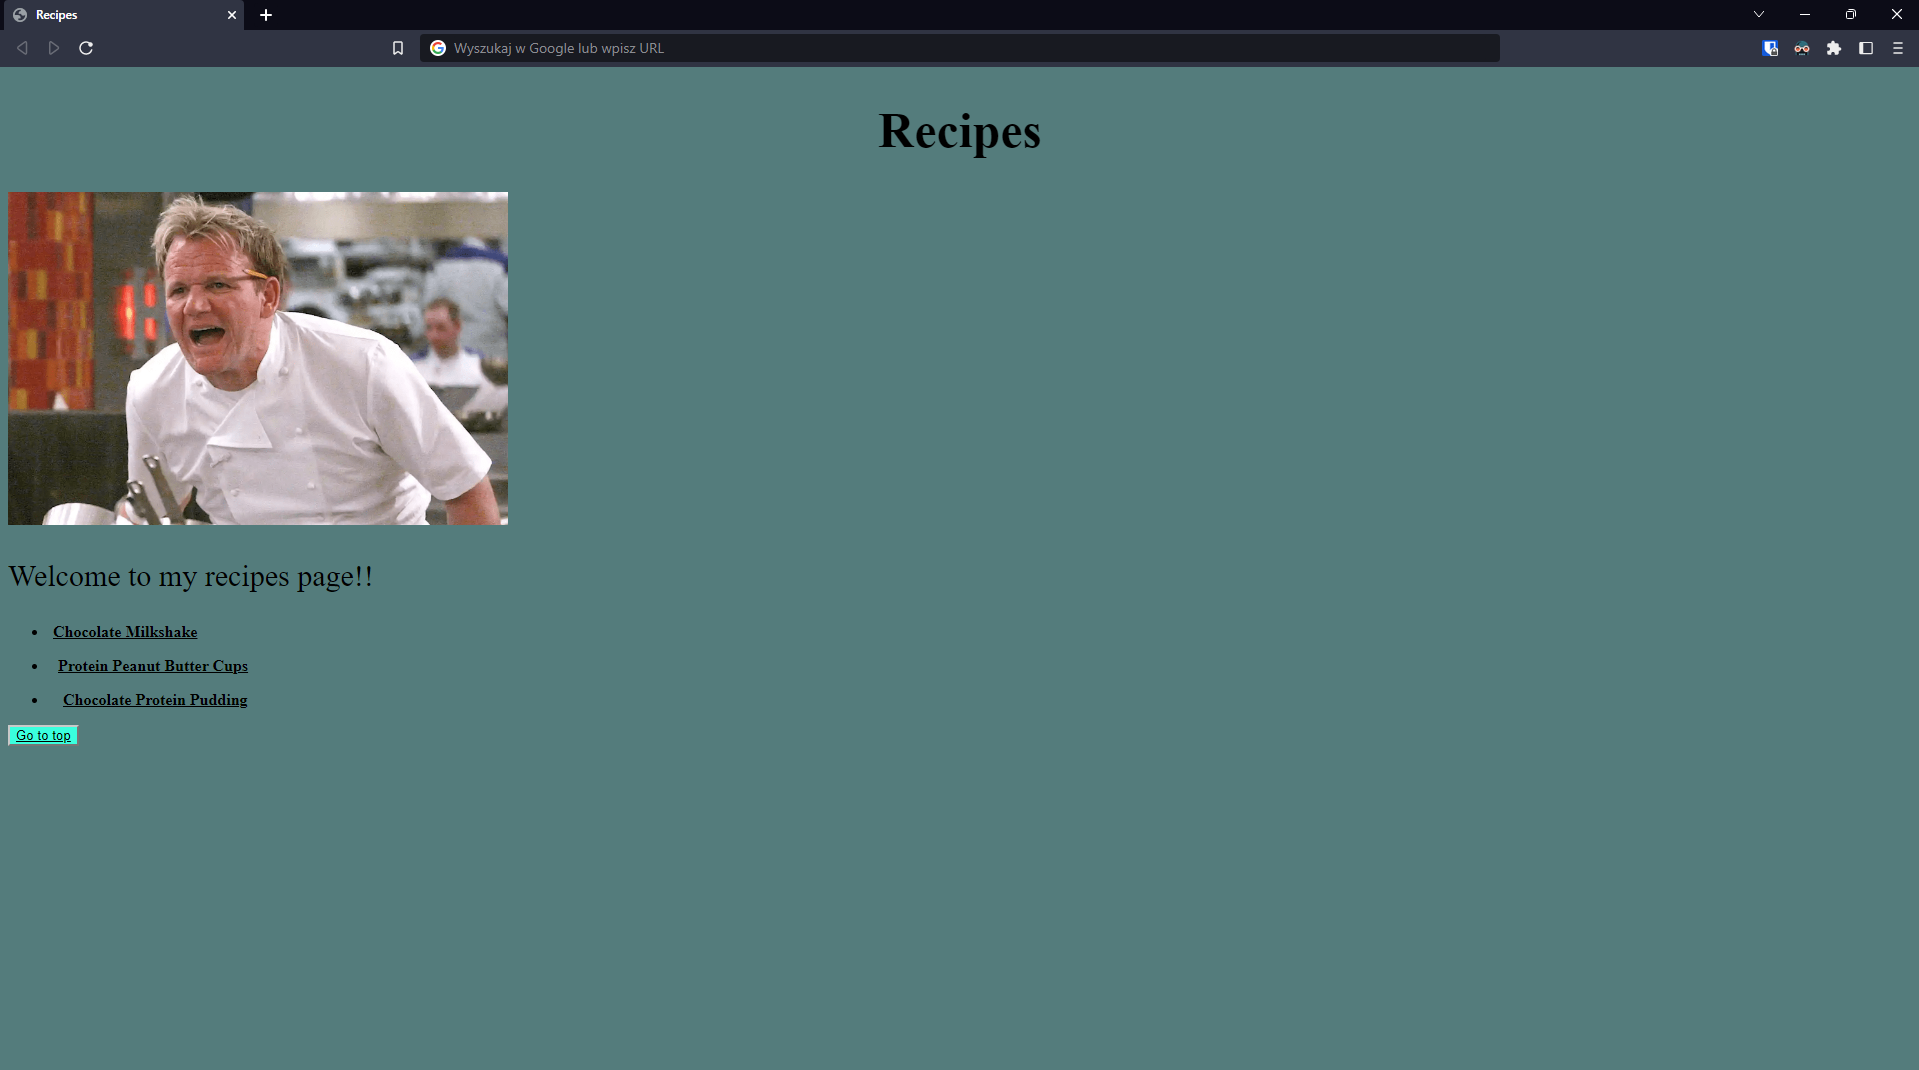 Recipes
Wyszukaj w Google lub wpisz URL
Recipes
Welcome to my recipes page!!
Chocolate Milkshake
Protein Peanut Butter Cups
Chocolate Protein Pudding
Go to top